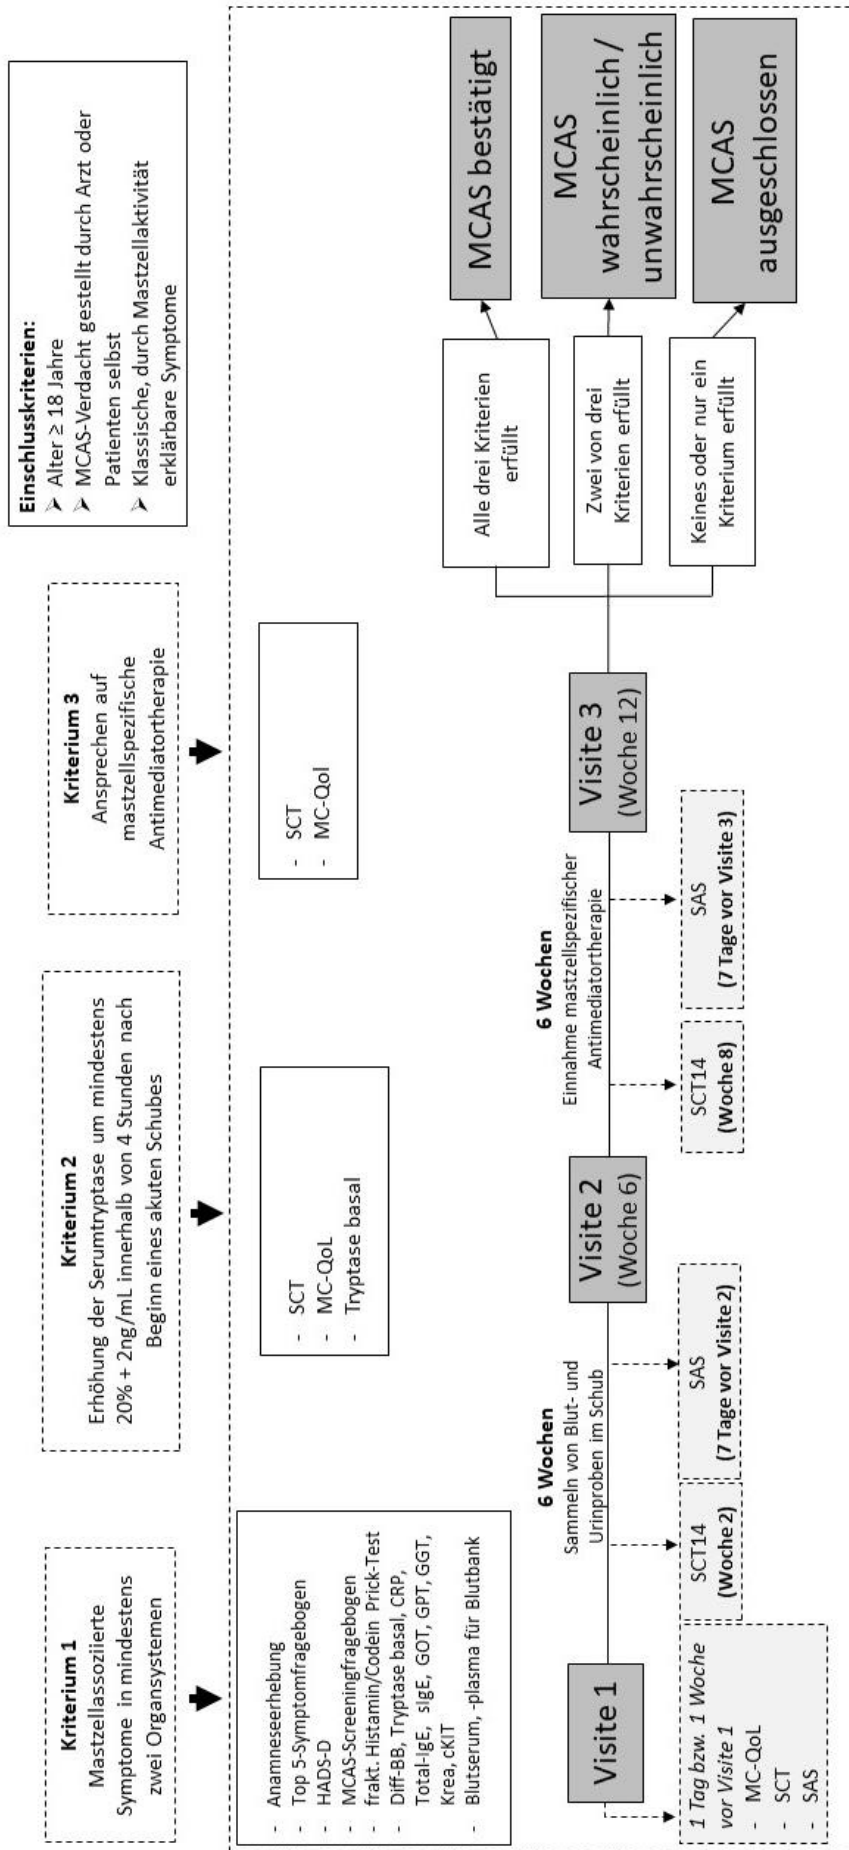 Kriterium 1
Mastzellassoziierte
Symptome in mindestens
zwei Organsystemen
Kriterium 2
Erhöhung der Serumtryptase um mindestens
20% + 2ng/mL innerhalb von 4 Stunden nach
Beginn eines akuten Schubes
Kriterium 3
Ansprechen auf
mastzellspezifische
Antimediatortherapie
Einschlusskriterien:
➤ Alter ≥ 18 Jahre
➤ MCAS-Verdacht gestellt durch Arzt oder
Patienten selbst
➤ Klassische, durch Mastzellaktivität
erklärbare Symptome
- Anamneseerhebung
- Top 5-Symptomfragebogen
- HADS-D
- MCAS-Screeningfragebogen
- frakt. Histamin/Codein Prick-Test
- Diff-BB, Tryptase basal, CRP,
Total-IgE, sIgE, GOT, GPT, GGT,
Krea, cKIT
- Blutserum, -plasma für Blutbank
- SCT
- MC-QoL
- Tryptase basal
- SCT
- MC-Qol
Visite 1
6 Wochen
Sammeln von Blut- und
Urinproben im Schub
Visite 2
(Woche 6)
6 Wochen
Einnahme mastzellspezifischer
Antimediatortherapie
Visite 3
(Woche 12)
1 Tag bzw. 1 Woche
vor Visite 1
- MC-QoL
- SCT
- SAS
SCT14
(Woche 2)
SAS
(7 Tage vor Visite 2)
SCT14
(Woche 8)
SAS
(7 Tage vor Visite 3)
Alle drei Kriterien
erfüllt
MCAS bestätigt
Zwei von drei
Kriterien erfüllt
MCAS
wahrscheinlich /
unwahrscheinlich
Keines oder nur ein
Kriterium erfüllt
MCAS
ausgeschlossen